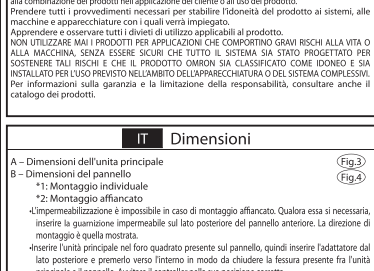 alla combinazione del prodotti nell'applicazione del cliente o all'uso del prodotto.
Prendere tutti i provvedimenti necessari per stabilire l'idoneità del prodotto ai sistemi, alle
macchine e apparecchiature con i quali verrà impiegato.
Apprendere e osservare tutti i divieti di utilizzo applicabili al prodotto.
NON UTILIZZARE MAI I PRODOTTI PER APPLICAZIONI CHE COMPORTINO GRAVI RISCHI ALLA VITA O
ALLA MACCHINA, SENZA ESSERE SICURI CHE TUTTO IL SISTEMA SIA STATO PROGETTATO PER
SOSTENERE TALI RISCHI E CHE IL PRODOTTO OMRON SIA CLASSIFICATO COME IDONEO E SIA
INSTALLATO PER L'USO PREVISTO NELL'AMBITO DELL'APPARECCHIATURA O DEL SISTEMA COMPLESSIVI.
Per informazioni sulla garanzia e la limitazione della responsabilità, consultare anche il
catalogo dei prodotti.
IT Dimensioni
A – Dimensioni dell'unita principale Fig.3
B – Dimensioni del pannello Fig.4
*1: Montaggio individuale
*2: Montaggio affiancato
•L'impermeabilizzazione è impossibile in caso di montaggio affiancato. Qualora essa si necessaria,
inserire la guarnizione impermeabile sul lato posteriore del pannello anteriore. La direzione di
montaggio è quella mostrata.
•Inserire l'unità principale nel foro quadrato presente sul pannello, quindi inserire l'adattatore dal
lato posteriore e premerlo verso l'interno in modo da chiudere la fessura presente fra l'unità